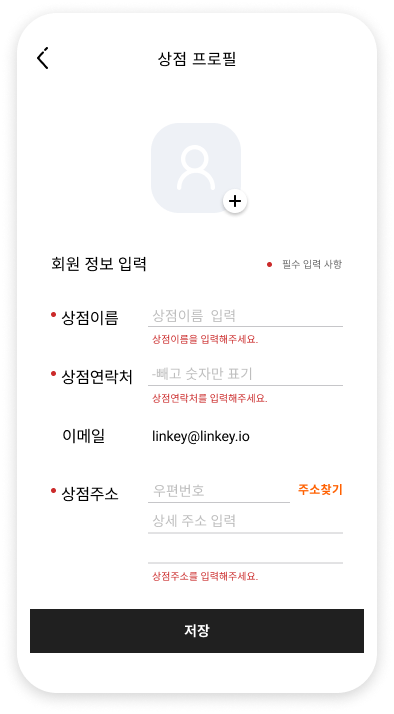 상점 프로필
회원 정보 입력
필수 입력 사항
상점이름 상점이름 입력
상점이름을 입력해주세요.
상점연락처 -빼고 숫자만 표기
상점연락처를 입력해주세요.
이메일 linkey@linkey.io
상점주소 우편번호 주소찾기
상세 주소 입력
상점주소를 입력해주세요.
저장